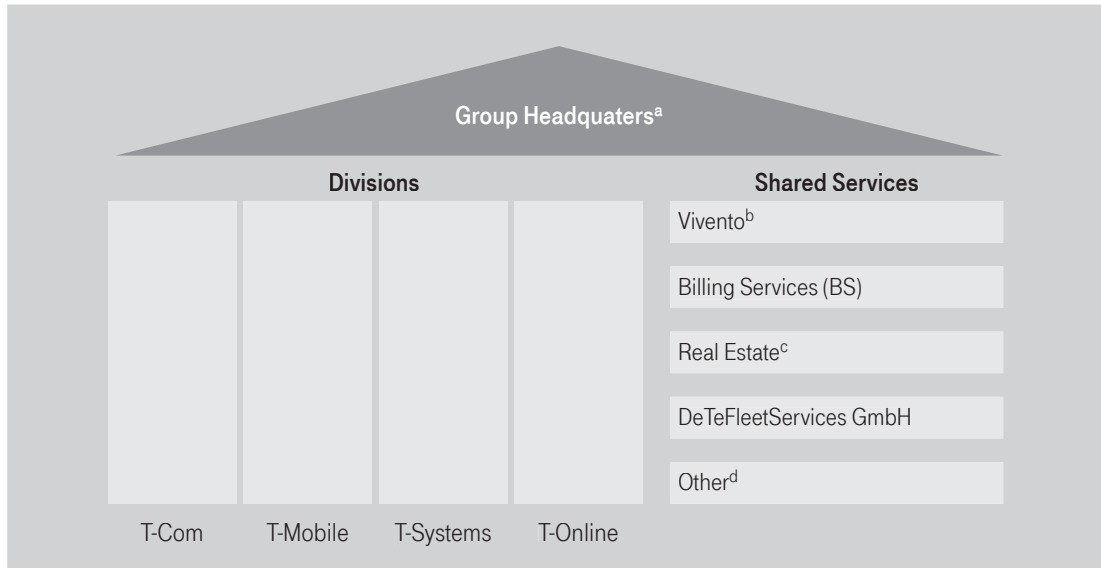 Group Headquatersᵃ
Divisions
Shared Services
Viventoᵇ
Billing Services (BS)
Real Estateᶜ
DeTeFleetServices GmbH
Otherᵈ
T-Com T-Mobile T-Systems T-Online